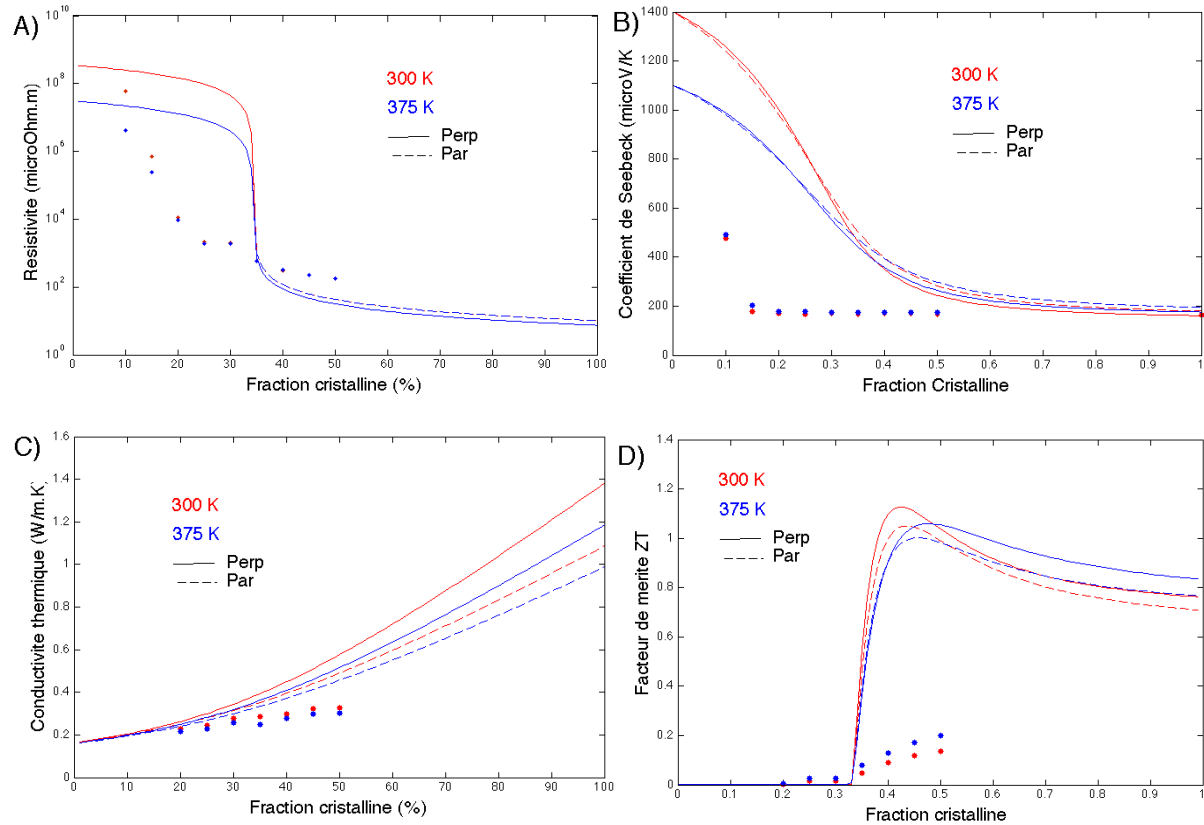 A)
10^10
10^8
10^6
10^4
10^2
10^0
Resistivite (microOhm.m)
300 K
375 K
Perp
Par
0 10 20 30 40 50 60 70 80 90 100
Fraction cristalline (%)
B)
1400
1200
1000
800
600
400
200
0
Coefficient de Seebeck (microV/K
300 K
375 K
Perp
Par
0 0.1 0.2 0.3 0.4 0.5 0.6 0.7 0.8 0.9 1
Fraction Cristalline
C)
1.6
1.4
1.2
1
0.8
0.6
0.4
0.2
0
Conductivite thermique (W/m.K)
300 K
375 K
Perp
Par
0 10 20 30 40 50 60 70 80 90 100
Fraction cristalline (%)
D)
1.4
1.2
1
0.8
0.6
0.4
0.2
0
Facteur de merite ZT
300 K
375 K
Perp
Par
0 0.1 0.2 0.3 0.4 0.5 0.6 0.7 0.8 0.9 1
Fraction cristalline